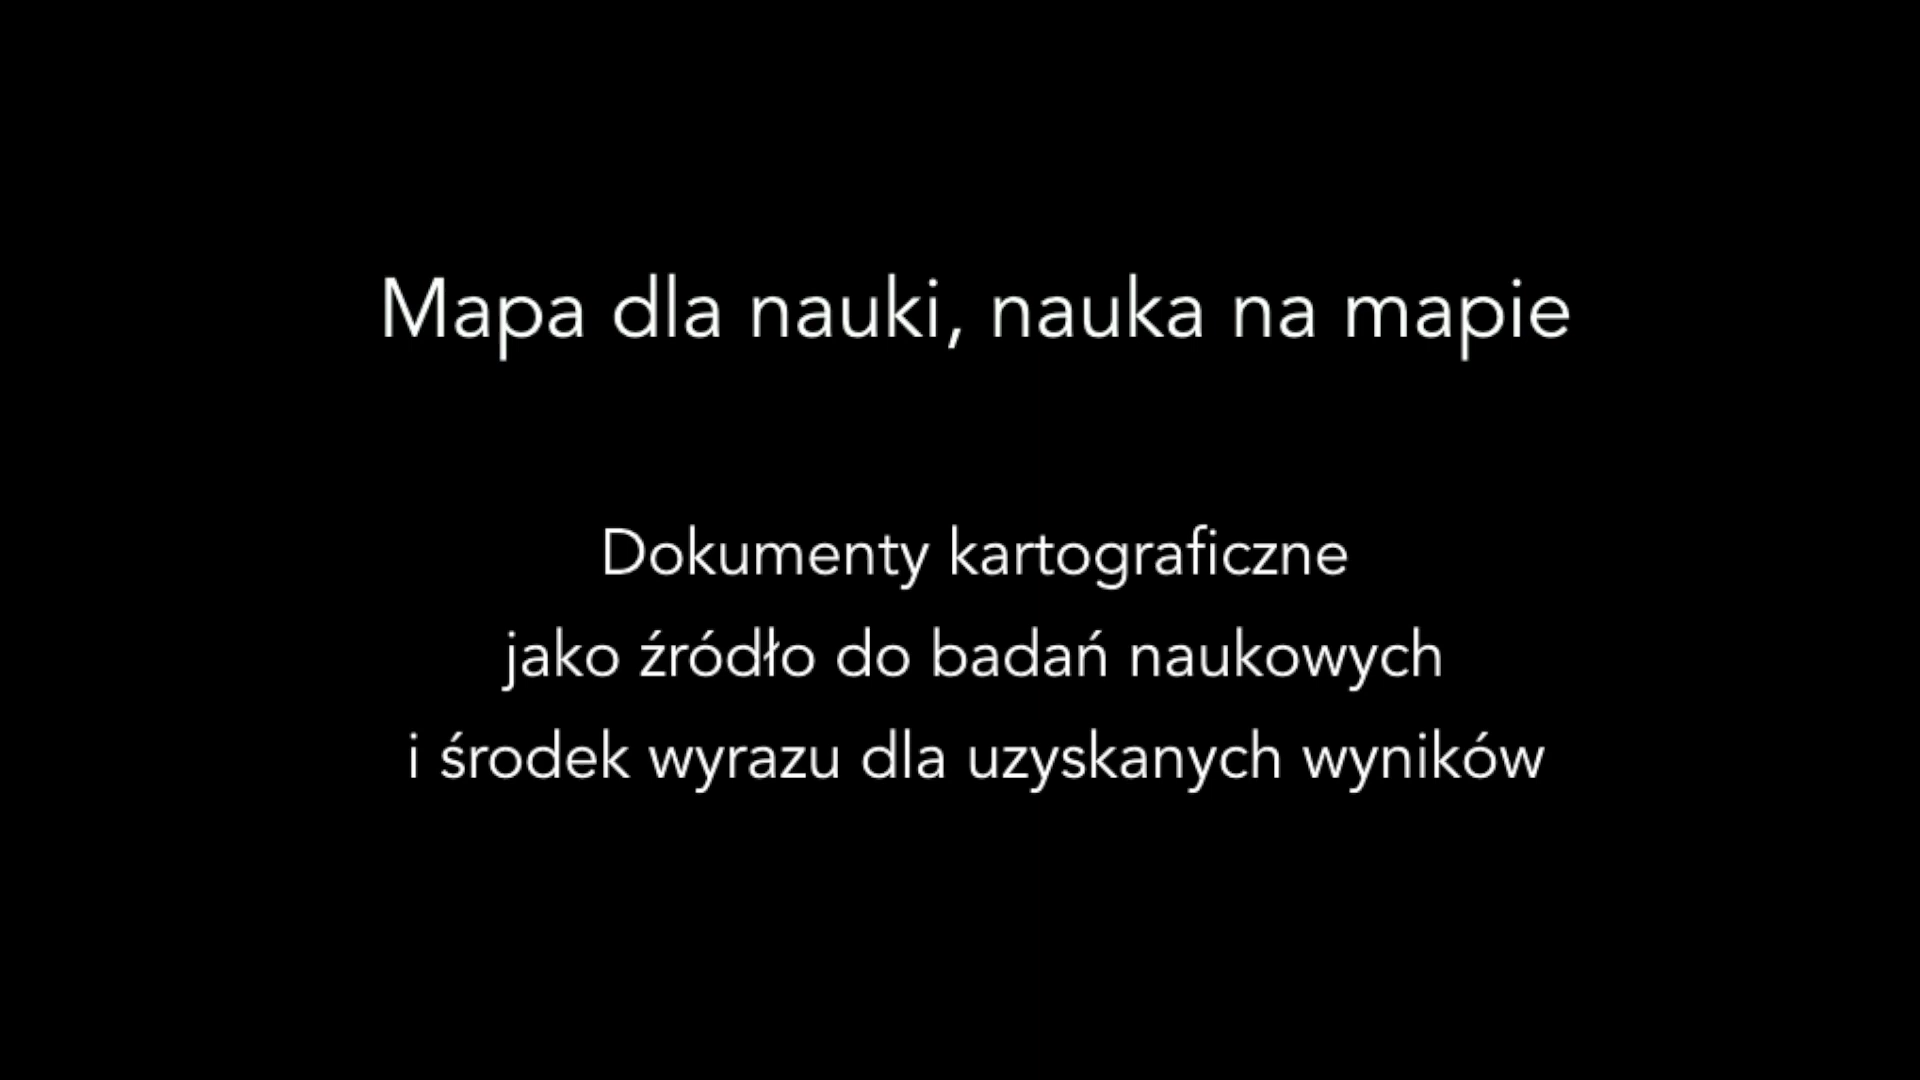 Mapa dla nauki, nauka na mapie
Dokumenty kartograficzne
jako źródło do badań naukowych
i środek wyrazu dla uzyskanych wyników